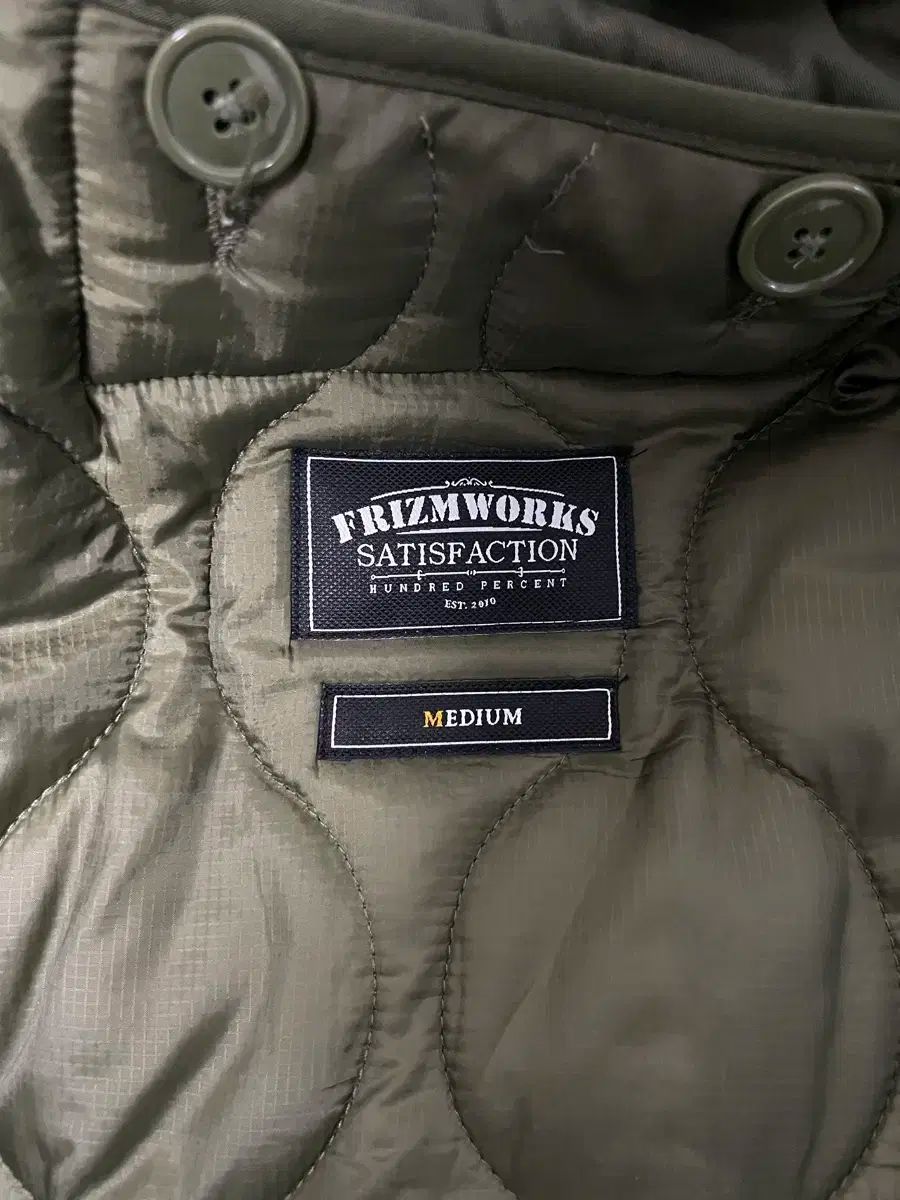 FRIZMWORKS
SATISFACTION
HUNDRED PERCENT
EST. 2010
MEDIUM